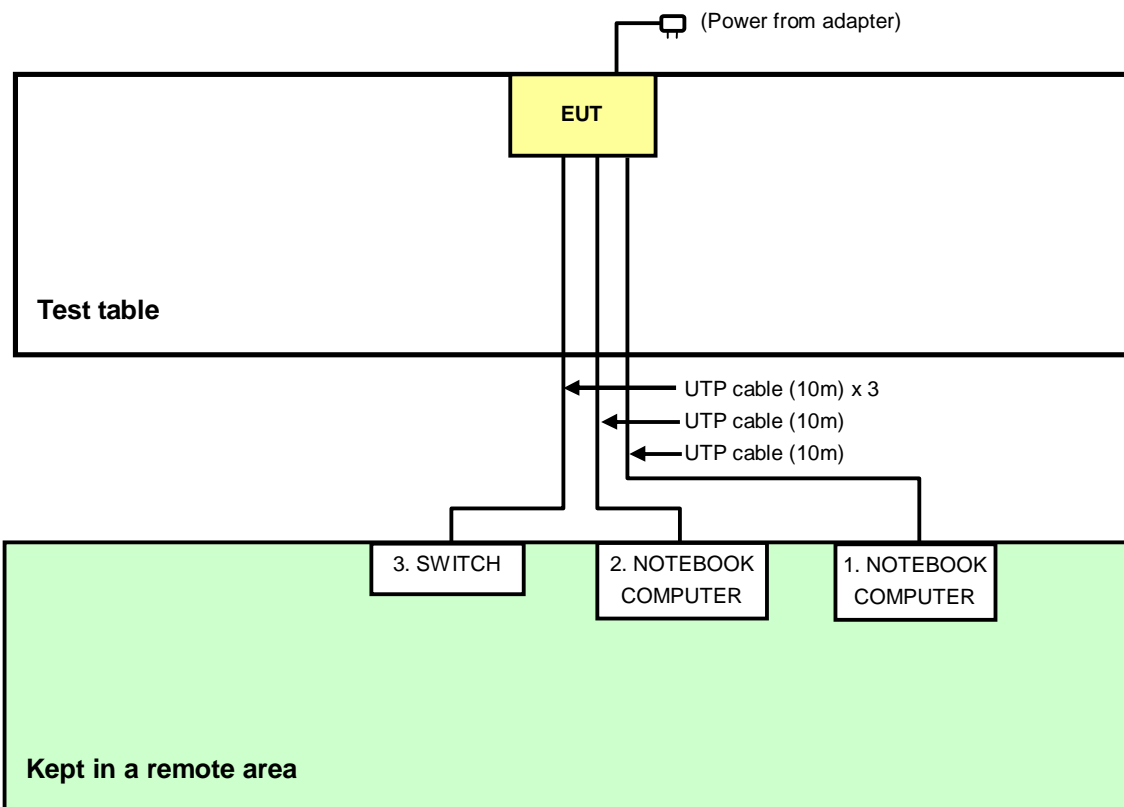 (Power from adapter)
EUT
Test table
UTP cable (10m) x 3
UTP cable (10m)
UTP cable (10m)
3. SWITCH
2. NOTEBOOK
COMPUTER
1. NOTEBOOK
COMPUTER
Kept in a remote area